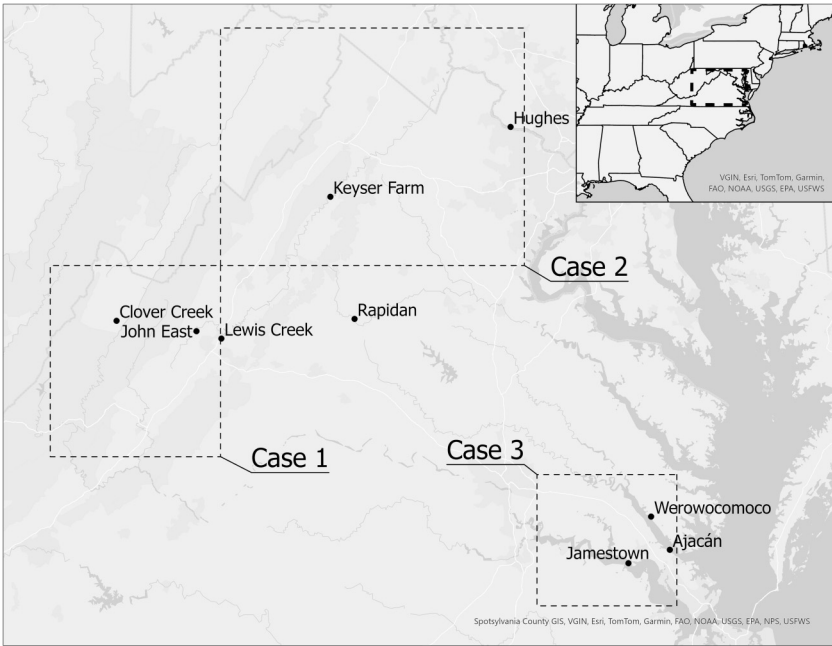 VGIN, Esri, TomTom, Garmin,
FAO, NOAA, USGS, EPA, USFWS
Hughes
Keyser Farm
Case 2
Clover Creek
John East
Lewis Creek
Rapidan
Case 1
Case 3
Werowocomoco
Ajacán
Jamestown
Spotsylvania County GIS, VGIN, Esri, TomTom, Garmin, FAO, NOAA, USGS, EPA, NPS, USFWS